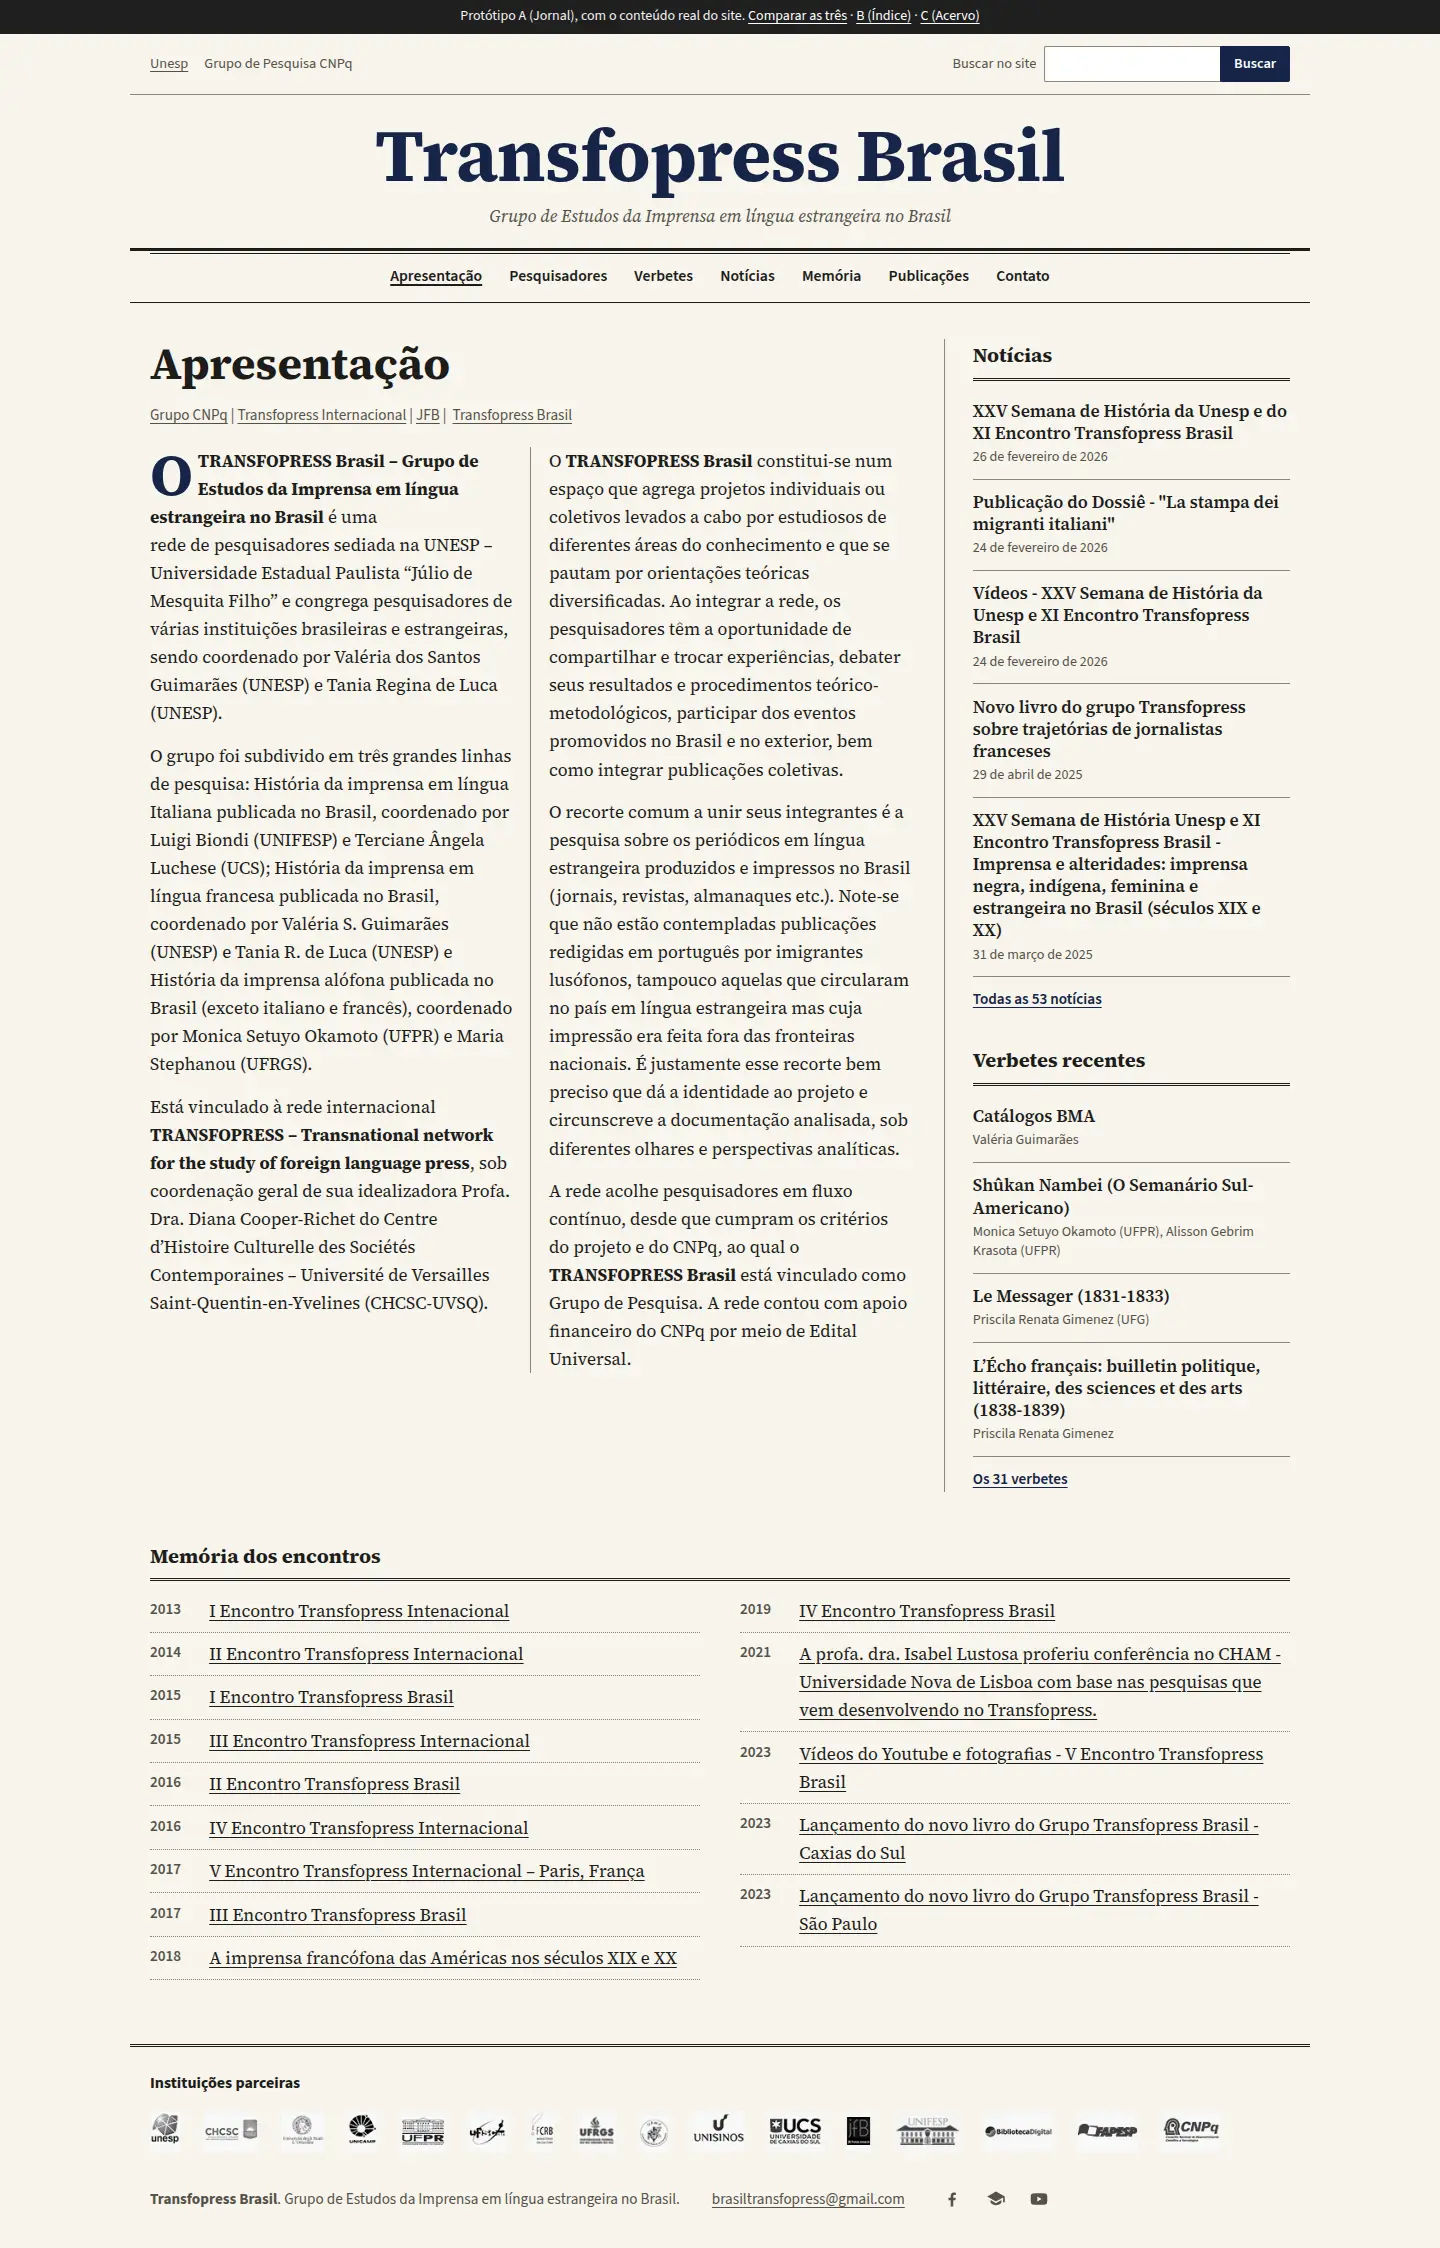 Protótipo A (Jornal), com o conteúdo real do site. Comparar as três · B (Índice) · C (Acervo)
Unesp Grupo de Pesquisa CNPq
Buscar no site Buscar
Transfopress Brasil
Grupo de Estudos da Imprensa em língua estrangeira no Brasil
Apresentação Pesquisadores Verbetes Notícias Memória Publicações Contato
Apresentação
Grupo CNPq | Transfopress Internacional | JFB | Transfopress Brasil
O TRANSFOPRESS Brasil – Grupo de
Estudos da Imprensa em língua
estrangeira no Brasil é uma
rede de pesquisadores sediada na UNESP –
Universidade Estadual Paulista “Júlio de
Mesquita Filho” e congrega pesquisadores de
várias instituições brasileiras e estrangeiras,
sendo coordenado por Valéria dos Santos
Guimarães (UNESP) e Tania Regina de Luca
(UNESP).
O grupo foi subdivido em três grandes linhas
de pesquisa: História da imprensa em língua
Italiana publicada no Brasil, coordenado por
Luigi Biondi (UNIFESP) e Terciane Ângela
Luchese (UCS); História da imprensa em
língua francesa publicada no Brasil,
coordenado por Valéria S. Guimarães
(UNESP) e Tania R. de Luca (UNESP) e
História da imprensa alófona publicada no
Brasil (exceto italiano e francês), coordenado
por Monica Setuyo Okamoto (UFPR) e Maria
Stephanou (UFRGS).
Está vinculado à rede internacional
TRANSFOPRESS – Transnational network
for the study of foreign language press, sob
coordenação geral de sua idealizadora Profa.
Dra. Diana Cooper-Richet do Centre
d’Histoire Culturelle des Sociétés
Contemporaines – Université de Versailles
Saint-Quentin-en-Yvelines (CHCSC-UVSQ).
O TRANSFOPRESS Brasil constitui-se num
espaço que agrega projetos individuais ou
coletivos levados a cabo por estudiosos de
diferentes áreas do conhecimento e que se
pautam por orientações teóricas
diversificadas. Ao integrar a rede, os
pesquisadores têm a oportunidade de
compartilhar e trocar experiências, debater
seus resultados e procedimentos teórico-
metodológicos, participar dos eventos
promovidos no Brasil e no exterior, bem
como integrar publicações coletivas.
O recorte comum a unir seus integrantes é a
pesquisa sobre os periódicos em língua
estrangeira produzidos e impressos no Brasil
(jornais, revistas, almanaques etc.). Note-se
que não estão contempladas publicações
redigidas em português por imigrantes
lusófonos, tampouco aquelas que circularam
no país em língua estrangeira mas cuja
impressão era feita fora das fronteiras
nacionais. É justamente esse recorte bem
preciso que dá a identidade ao projeto e
circunscreve a documentação analisada, sob
diferentes olhares e perspectivas analíticas.
A rede acolhe pesquisadores em fluxo
contínuo, desde que cumpram os critérios
do projeto e do CNPq, ao qual o
TRANSFOPRESS Brasil está vinculado como
Grupo de Pesquisa. A rede contou com apoio
financeiro do CNPq por meio de Edital
Universal.
Notícias
XXV Semana de História da Unesp e do
XI Encontro Transfopress Brasil
26 de fevereiro de 2026
Publicação do Dossiê - "La stampa dei
migranti italiani"
24 de fevereiro de 2026
Vídeos - XXV Semana de História da
Unesp e XI Encontro Transfopress
Brasil
24 de fevereiro de 2026
Novo livro do grupo Transfopress
sobre trajetórias de jornalistas
franceses
29 de abril de 2025
XXV Semana de História Unesp e XI
Encontro Transfopress Brasil -
Imprensa e alteridades: imprensa
negra, indígena, feminina e
estrangeira no Brasil (séculos XIX e
XX)
31 de março de 2025
Todas as 53 notícias
Verbetes recentes
Catálogos BMA
Valéria Guimarães
Shûkan Nambei (O Semanário Sul-
Americano)
Monica Setuyo Okamoto (UFPR), Alisson Gebrim
Krasota (UFPR)
Le Messager (1831-1833)
Priscila Renata Gimenez (UFG)
L’Écho français: builletin politique,
littéraire, des sciences et des arts
(1838-1839)
Priscila Renata Gimenez
Os 31 verbetes
Memória dos encontros
2013 I Encontro Transfopress Intenacional
2014 II Encontro Transfopress Internacional
2015 I Encontro Transfopress Brasil
2015 III Encontro Transfopress Internacional
2016 II Encontro Transfopress Brasil
2016 IV Encontro Transfopress Internacional
2017 V Encontro Transfopress Internacional – Paris, França
2017 III Encontro Transfopress Brasil
2018 A imprensa francófona das Américas nos séculos XIX e XX
2019 IV Encontro Transfopress Brasil
2021 A profa. dra. Isabel Lustosa proferiu conferência no CHAM -
Universidade Nova de Lisboa com base nas pesquisas que
vem desenvolvendo no Transfopress.
2023 Vídeos do Youtube e fotografias - V Encontro Transfopress
Brasil
2023 Lançamento do novo livro do Grupo Transfopress Brasil -
Caxias do Sul
2023 Lançamento do novo livro do Grupo Transfopress Brasil -
São Paulo
Instituições parceiras
unesp CHCSC UNICAMP UFPR FCRB UFRGS UNISINOS UCS JfB UNIFESP BibliotecaDigital FAPESP CNPq
UNIVERSIDADE
DE CAXIAS DO SUL
Transfopress Brasil. Grupo de Estudos da Imprensa em língua estrangeira no Brasil. brasiltransfopress@gmail.com